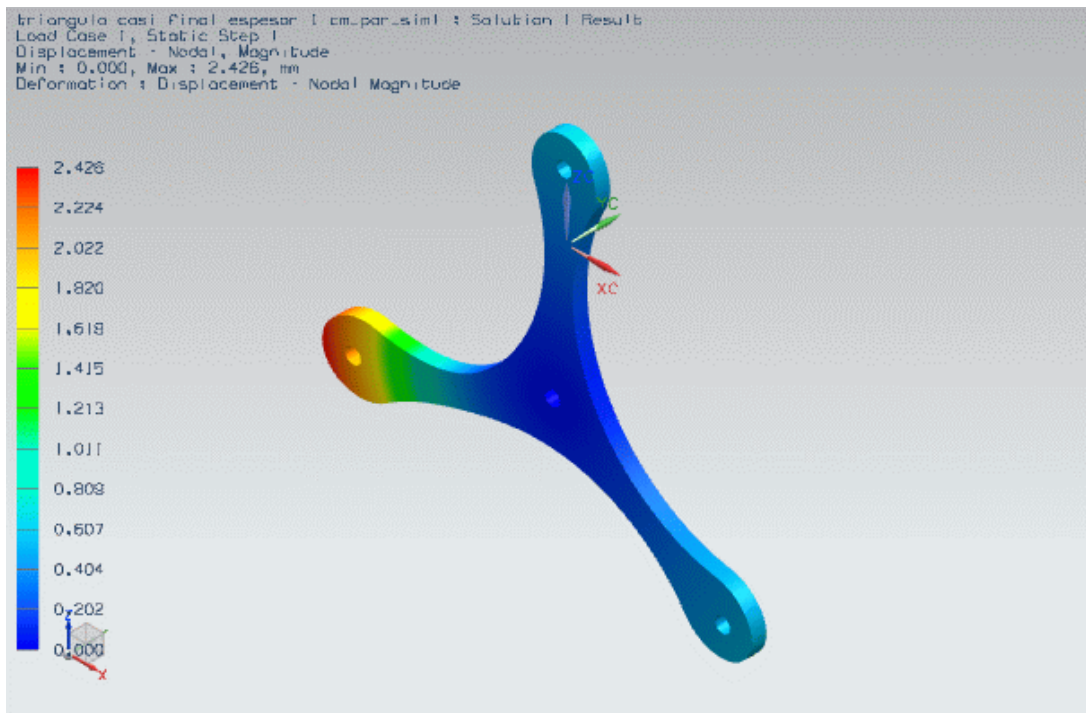 triangula casi final espesor 1 cm_par_sim1 : Solution 1 Result
Load Case 1, Static Step 1
Displacement - Nodal, Magnitude
Min : 0.000, Max : 2.426, mm
Deformation : Displacement - Nodal Magnitude
2.426
2.224
2.022
1.820
1.618
1.415
1.213
1.011
0.809
0.607
0.404
0.202
0.000
ZC
YC
XC
Z
X